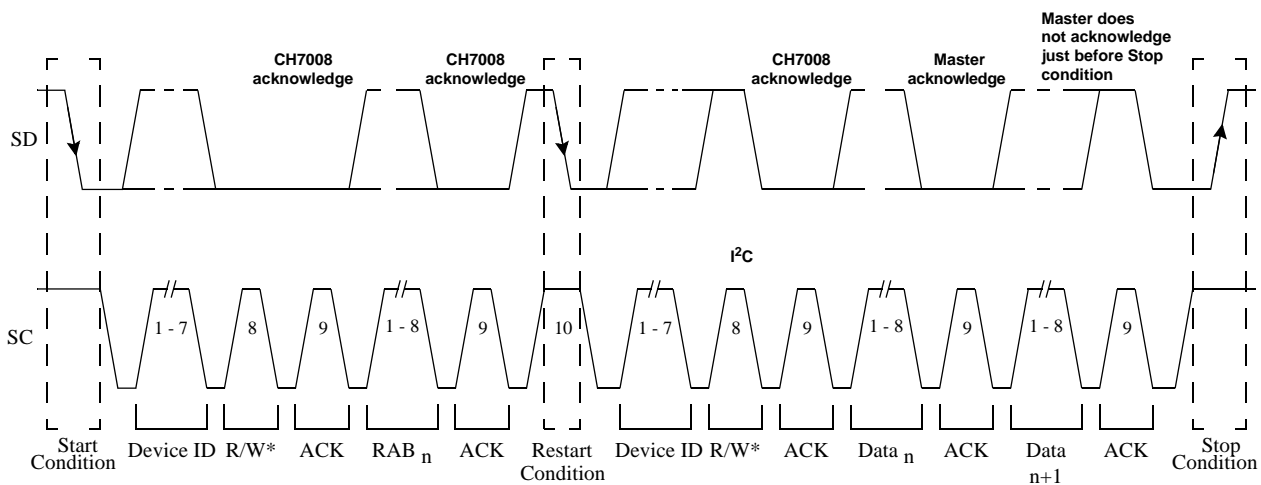 CH7008
acknowledge
CH7008
acknowledge
CH7008
acknowledge
Master
acknowledge
Master does
not acknowledge
just before Stop
condition
SD
I²C
SC
1 - 7
8
9
1 - 8
9
10
1 - 7
8
9
1 - 8
9
1 - 8
9
Start
Condition
Device ID
R/W*
ACK
RAB n
ACK
Restart
Condition
Device ID
R/W*
ACK
Data n
ACK
Data
n+1
ACK
Stop
Condition